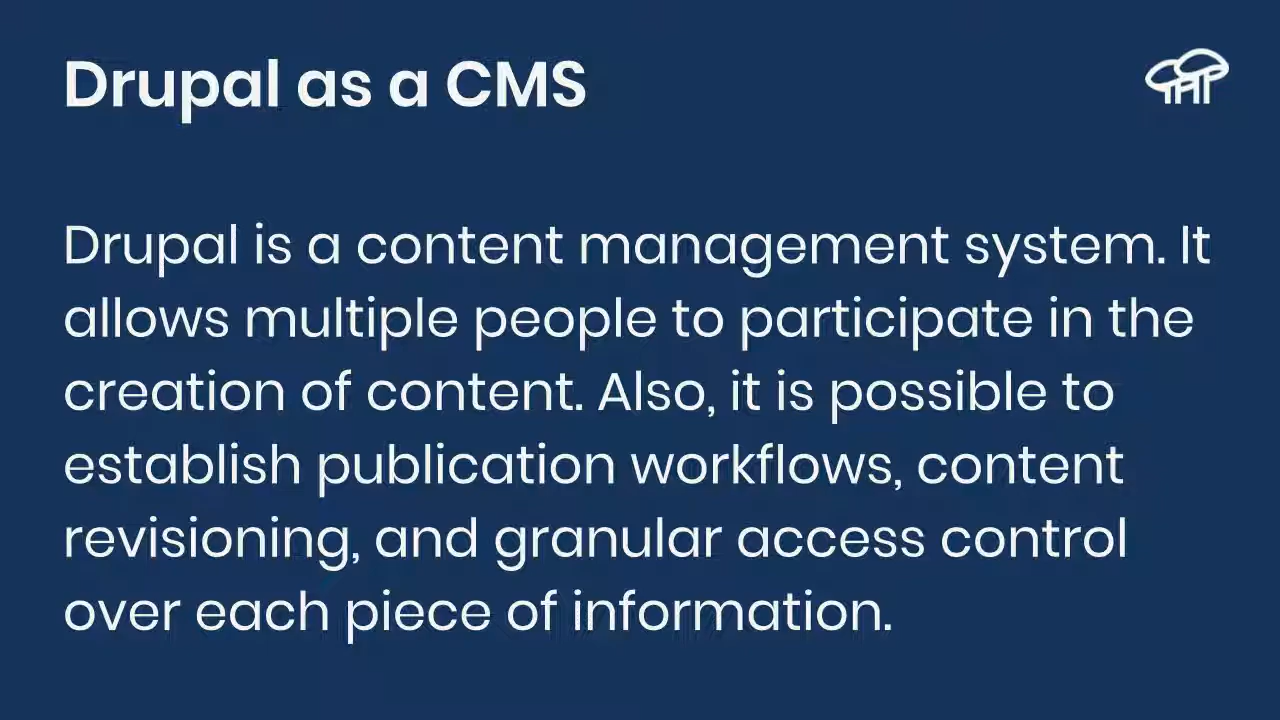 Drupal as a CMS
Drupal is a content management system. It
allows multiple people to participate in the
creation of content. Also, it is possible to
establish publication workflows, content
revisioning, and granular access control
over each piece of information.